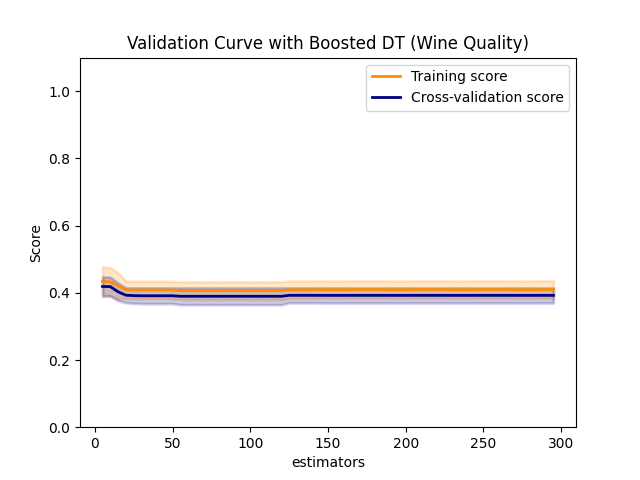 Validation Curve with Boosted DT (Wine Quality)
Training score
Cross-validation score
Score
1.0
0.8
0.6
0.4
0.2
0.0
0 50 100 150 200 250 300
estimators